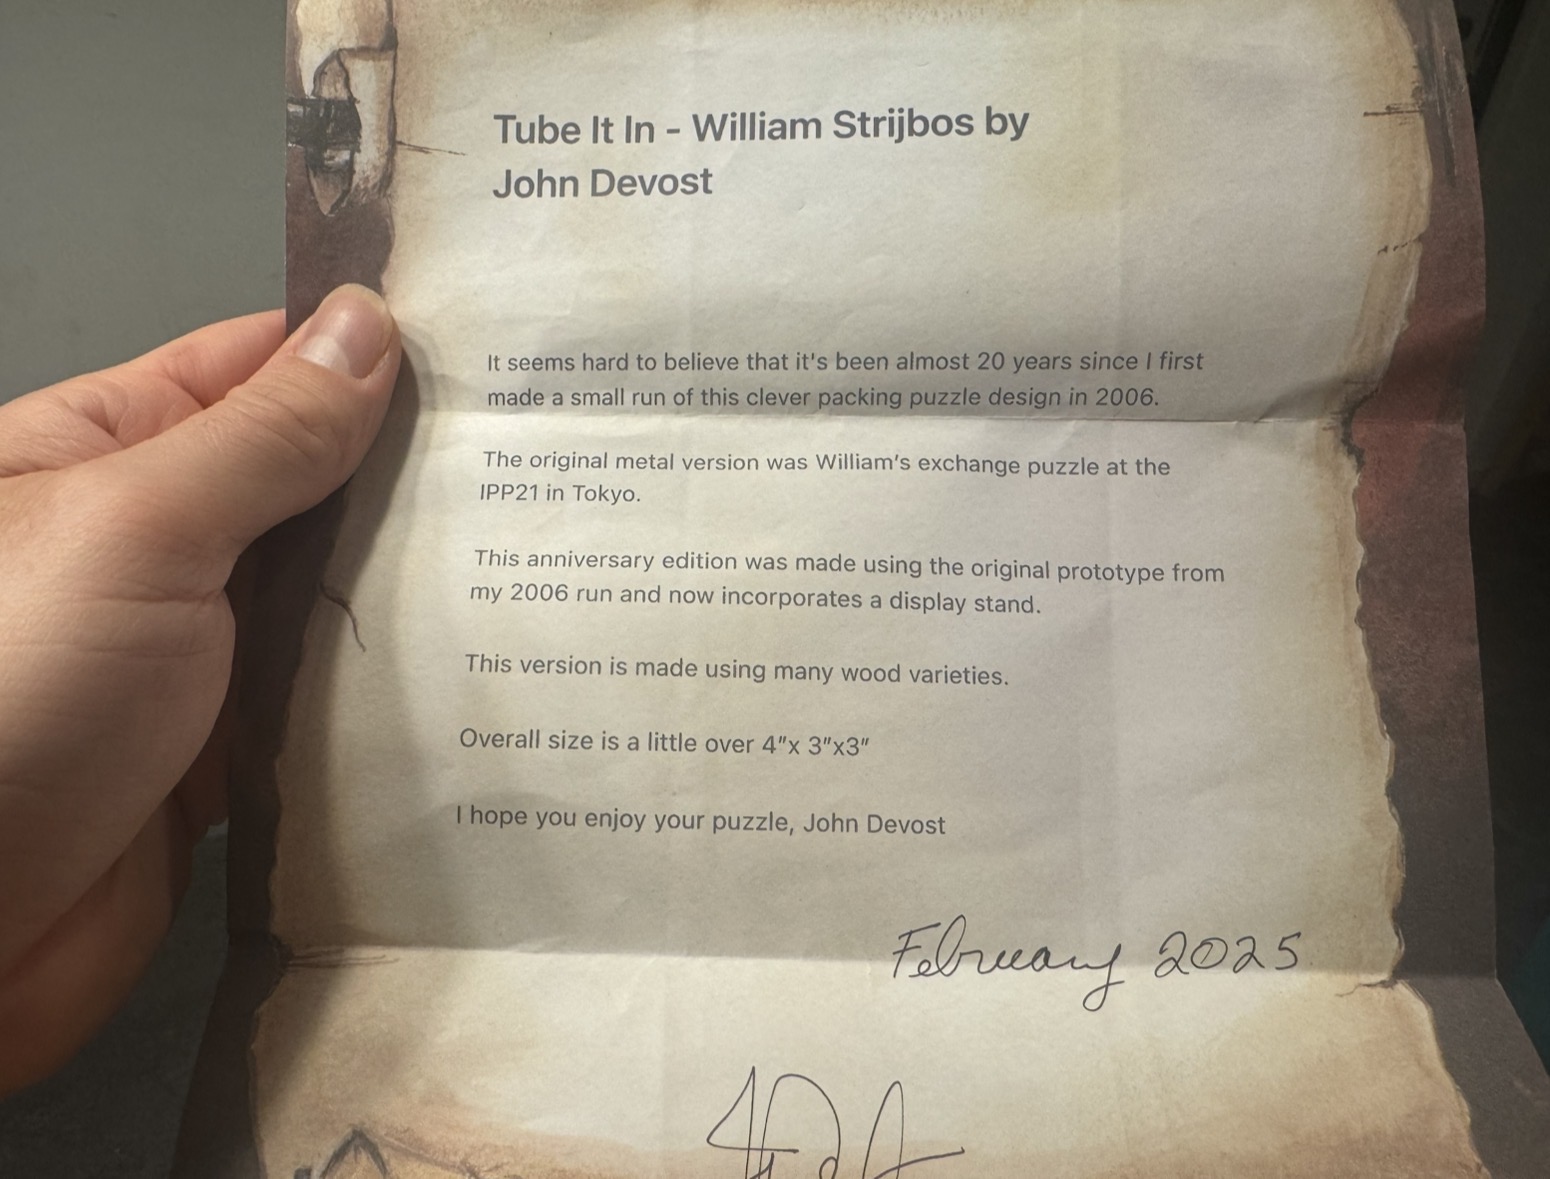 Tube It In - William Strijbos by
John Devost
It seems hard to believe that it's been almost 20 years since I first
made a small run of this clever packing puzzle design in 2006.
The original metal version was William's exchange puzzle at the
IPP21 in Tokyo.
This anniversary edition was made using the original prototype from
my 2006 run and now incorporates a display stand.
This version is made using many wood varieties.
Overall size is a little over 4"x 3"x3"
I hope you enjoy your puzzle, John Devost
February 2025